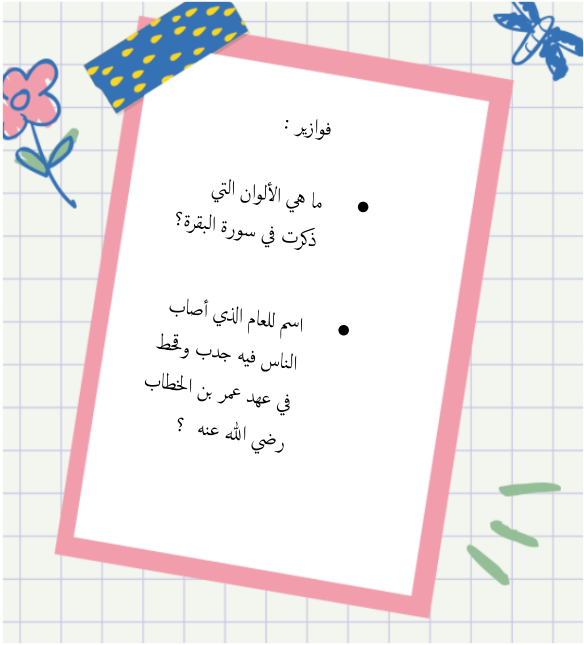 فوازير :
• ما هي الألوان التي
ذكرت في سورة البقرة؟
• اسم للعام الذي أصاب
الناس فيه جدب وقحط
في عهد عمر بن الخطاب
رضي الله عنه ؟